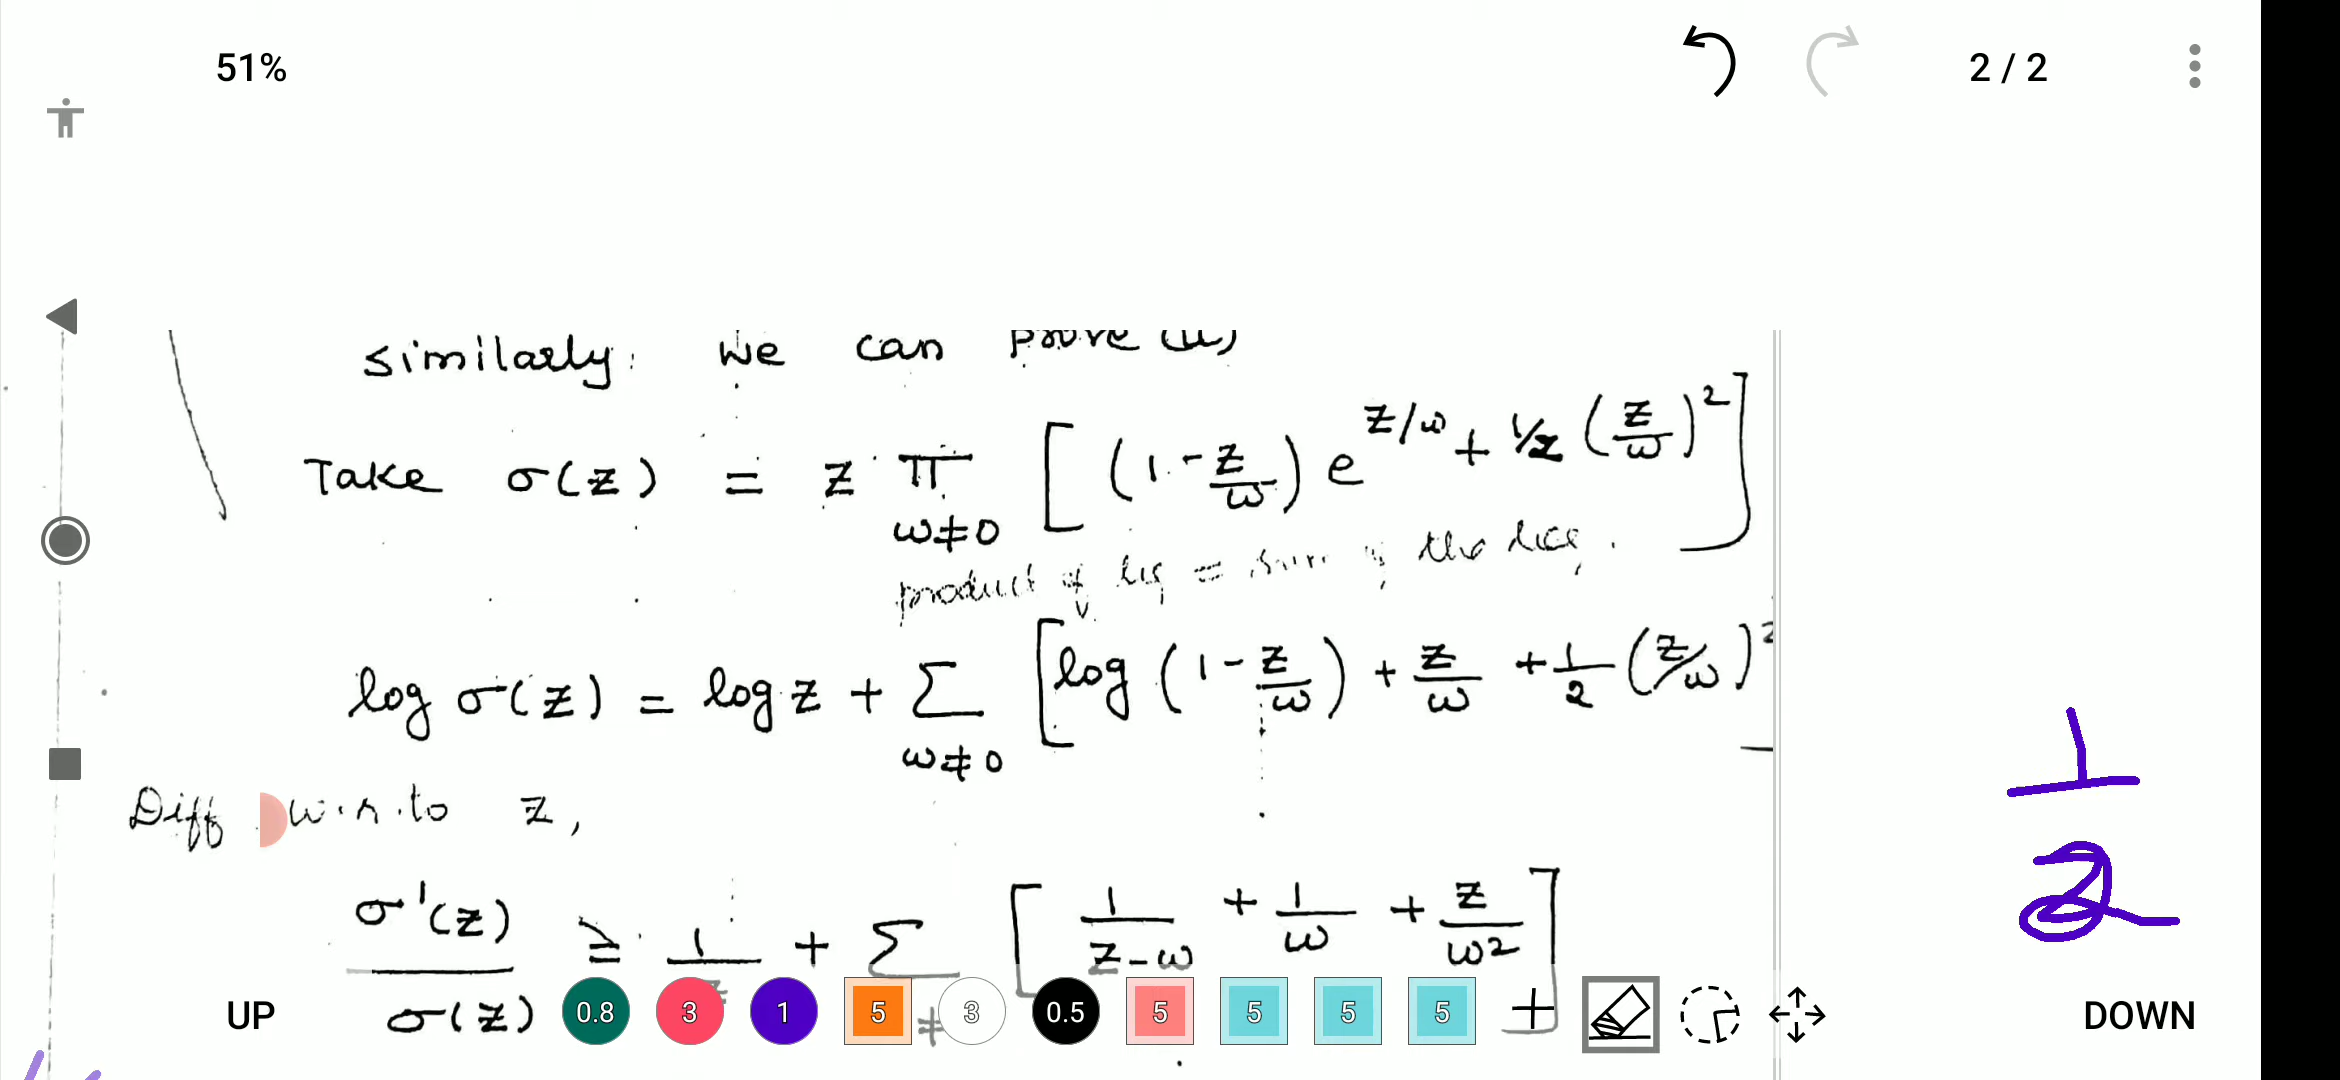 51%
2 / 2
similarly: we can prove (ii)
Take σ(z) = z π [ (1 - z/ω) e^{z/ω + 1/2 (z/ω)^2} ]
ω≠0
product of log = sum of the log.
log σ(z) = log z + Σ [ log (1 - z/ω) + z/ω + 1/2 (z/ω)^2
ω≠0
Diff w.r.to z,
σ'(z)/σ(z) = 1/z + Σ [ 1/(z-ω) + 1/ω + z/ω2 ]
≠
1/2
UP 0.8 3 1 5 3 0.5 5 5 5 5 + DOWN